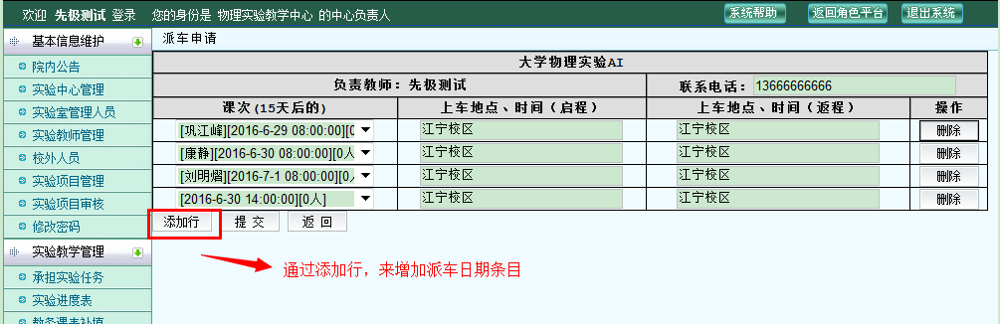 欢迎 先极测试 登录 您的身份是 物理实验教学中心 的中心负责人 系统帮助 返回角色平台 退出系统
基本信息维护
院内公告
实验中心管理
实验室管理人员
实验教师管理
校外人员
实验项目管理
实验项目审核
修改密码
实验教学管理
承担实验任务
实验进度表
教务课表补填
派车申请
大学物理实验AI
负责教师：先极测试 联系电话： 13666666666
课次（15天后的） 上车地点、时间（启程） 上车地点、时间（返程） 操作
[巩江峰][2016-6-29 08:00:00][0 江宁校区 江宁校区 删除
[康静][2016-6-30 08:00:00][0人 江宁校区 江宁校区 删除
[刘明熠][2016-7-1 08:00:00][0人 江宁校区 江宁校区 删除
[2016-6-30 14:00:00][0人] 江宁校区 江宁校区 删除
添加行 提 交 返 回
通过添加行，来增加派车日期条目